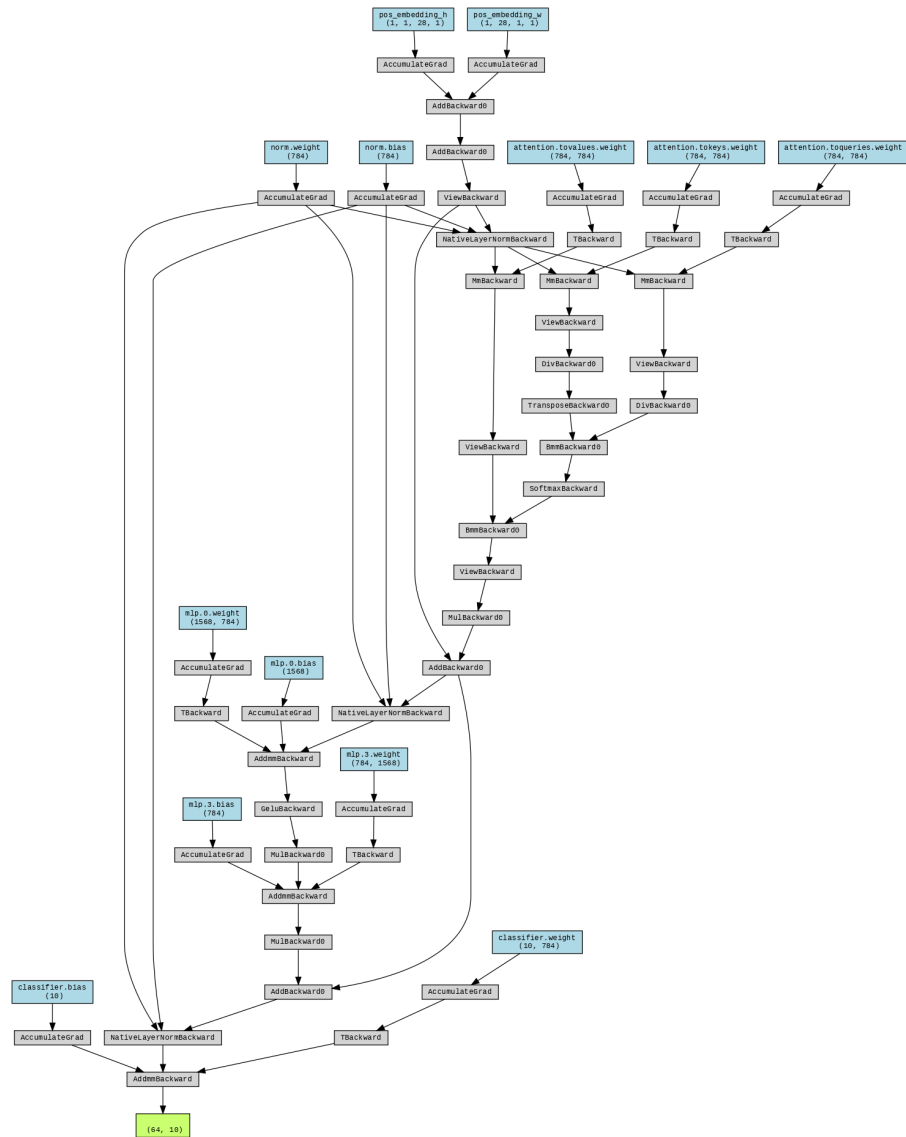 pos_embedding_h
(1, 1, 28, 1)
pos_embedding_w
(1, 28, 1, 1)
AccumulateGrad
AccumulateGrad
AddBackward0
norm.weight
(784)
norm.bias
(784)
AddBackward0
attention.tovalues.weight
(784, 784)
attention.tokeys.weight
(784, 784)
attention.toqueries.weight
(784, 784)
AccumulateGrad
AccumulateGrad
ViewBackward
AccumulateGrad
AccumulateGrad
AccumulateGrad
NativeLayerNormBackward
TBackward
TBackward
TBackward
MmBackward
MmBackward
MmBackward
ViewBackward
DivBackward0
ViewBackward
TransposeBackward0
DivBackward0
ViewBackward
BmmBackward0
SoftmaxBackward
BmmBackward0
ViewBackward
mlp.0.weight
(1568, 784)
MulBackward0
AccumulateGrad
mlp.0.bias
(1568)
AddBackward0
TBackward
AccumulateGrad
NativeLayerNormBackward
AddmmBackward
mlp.3.weight
(784, 1568)
mlp.3.bias
(784)
GeluBackward
AccumulateGrad
AccumulateGrad
MulBackward0
TBackward
AddmmBackward
MulBackward0
classifier.weight
(10, 784)
classifier.bias
(10)
AddBackward0
AccumulateGrad
AccumulateGrad
NativeLayerNormBackward
TBackward
AddmmBackward
(64, 10)